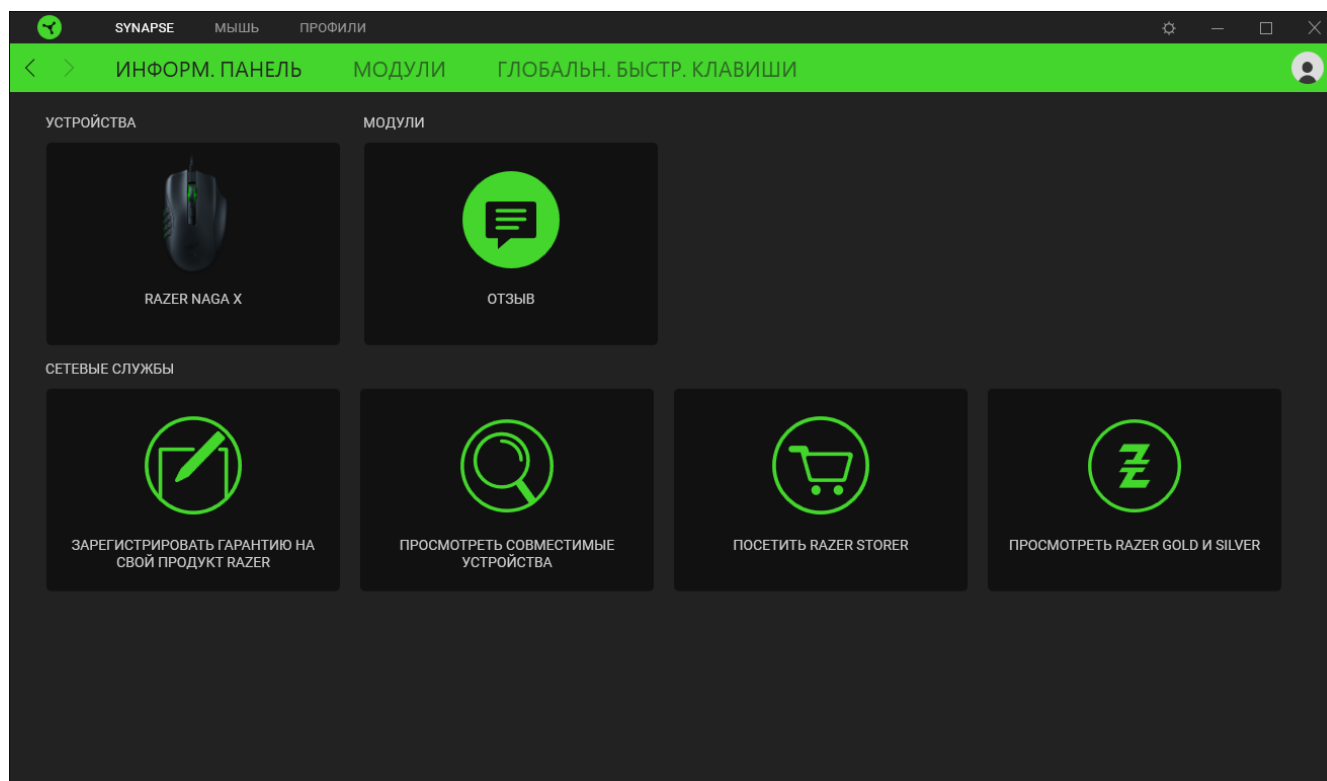 SYNAPSE МЫШЬ ПРОФИЛИ
ИНФОРМ. ПАНЕЛЬ МОДУЛИ ГЛОБАЛЬН. БЫСТР. КЛАВИШИ
УСТРОЙСТВА МОДУЛИ
RAZER NAGA X ОТЗЫВ
СЕТЕВЫЕ СЛУЖБЫ
ЗАРЕГИСТРИРОВАТЬ ГАРАНТИЮ НА
СВОЙ ПРОДУКТ RAZER
ПРОСМОТРЕТЬ СОВМЕСТИМЫЕ
УСТРОЙСТВА
ПОСЕТИТЬ RAZER STORER
ПРОСМОТРЕТЬ RAZER GOLD И SILVER